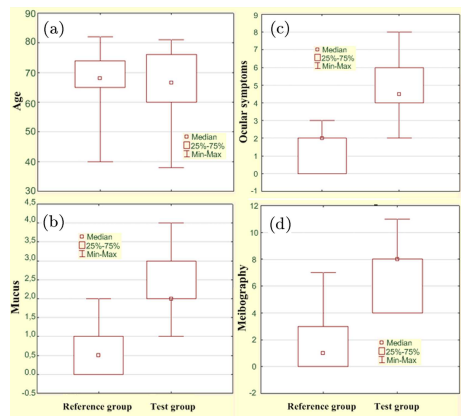 (a)
Age
90
80
70
60
50
40
30
Median
25%-75%
Min-Max
(c)
Ocular symptoms
9
8
7
6
5
4
3
2
1
0
-1
Median
25%-75%
Min-Max
(b)
Mucus
4,5
4,0
3,5
3,0
2,5
2,0
1,5
1,0
0,5
0,0
-0,5
Median
25%-75%
Min-Max
Reference group Test group
(d)
Meibography
12
10
8
6
4
2
0
-2
Median
25%-75%
Min-Max
Reference group Test group